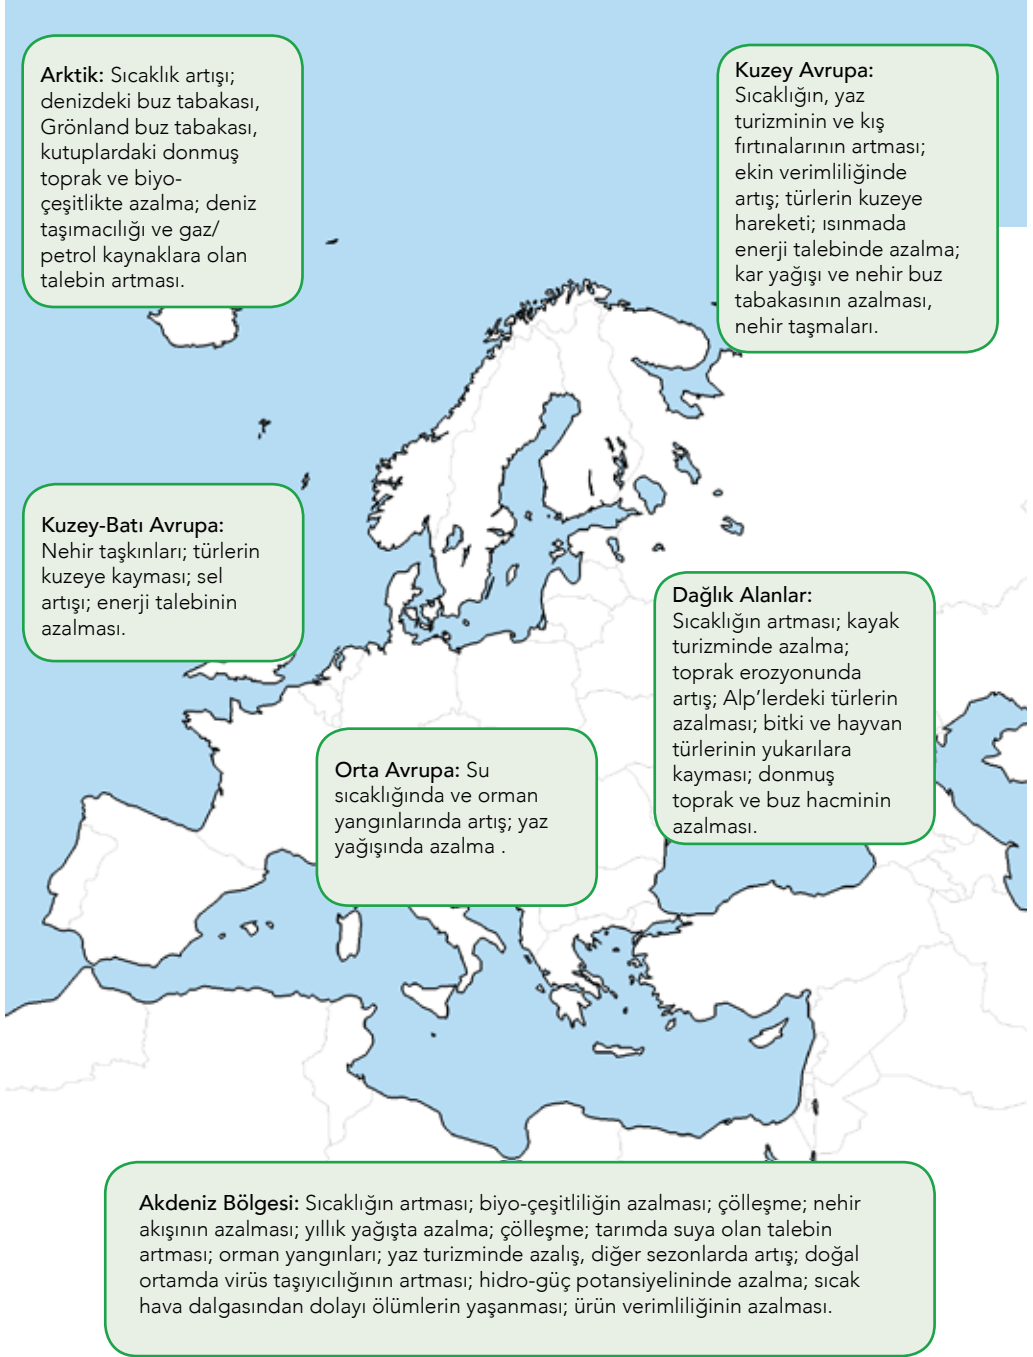 Arktik: Sıcaklık artışı;
denizdeki buz tabakası,
Grönland buz tabakası,
kutuplardaki donmuş
toprak ve biyo-
çeşitlikte azalma; deniz
taşımacılığı ve gaz/
petrol kaynaklara olan
talebin artması.
Kuzey Avrupa:
Sıcaklığın, yaz
turizminin ve kış
fırtınalarının artması;
ekin verimliliğinde
artış; türlerin kuzeye
hareketi; ısınmada
enerji talebinde azalma;
kar yağışı ve nehir buz
tabakasının azalması,
nehir taşmaları.
Kuzey-Batı Avrupa:
Nehir taşkınları; türlerin
kuzeye kayması; sel
artışı; enerji talebinin
azalması.
Dağlık Alanlar:
Sıcaklığın artması; kayak
turizminde azalma;
toprak erozyonunda
artış; Alp’lerdeki türlerin
azalması; bitki ve hayvan
türlerinin yukarılara
kayması; donmuş
toprak ve buz hacminin
azalması.
Orta Avrupa: Su
sıcaklığında ve orman
yangınlarında artış; yaz
yağışında azalma .
Akdeniz Bölgesi: Sıcaklığın artması; biyo-çeşitliliğin azalması; çölleşme; nehir
akışının azalması; yıllık yağışta azalma; çölleşme; tarımda suya olan talebin
artması; orman yangınları; yaz turizminde azalış, diğer sezonlarda artış; doğal
ortamda virüs taşıyıcılığının artması; hidro-güç potansiyelininde azalma; sıcak
hava dalgasından dolayı ölümlerin yaşanması; ürün verimliliğinin azalması.